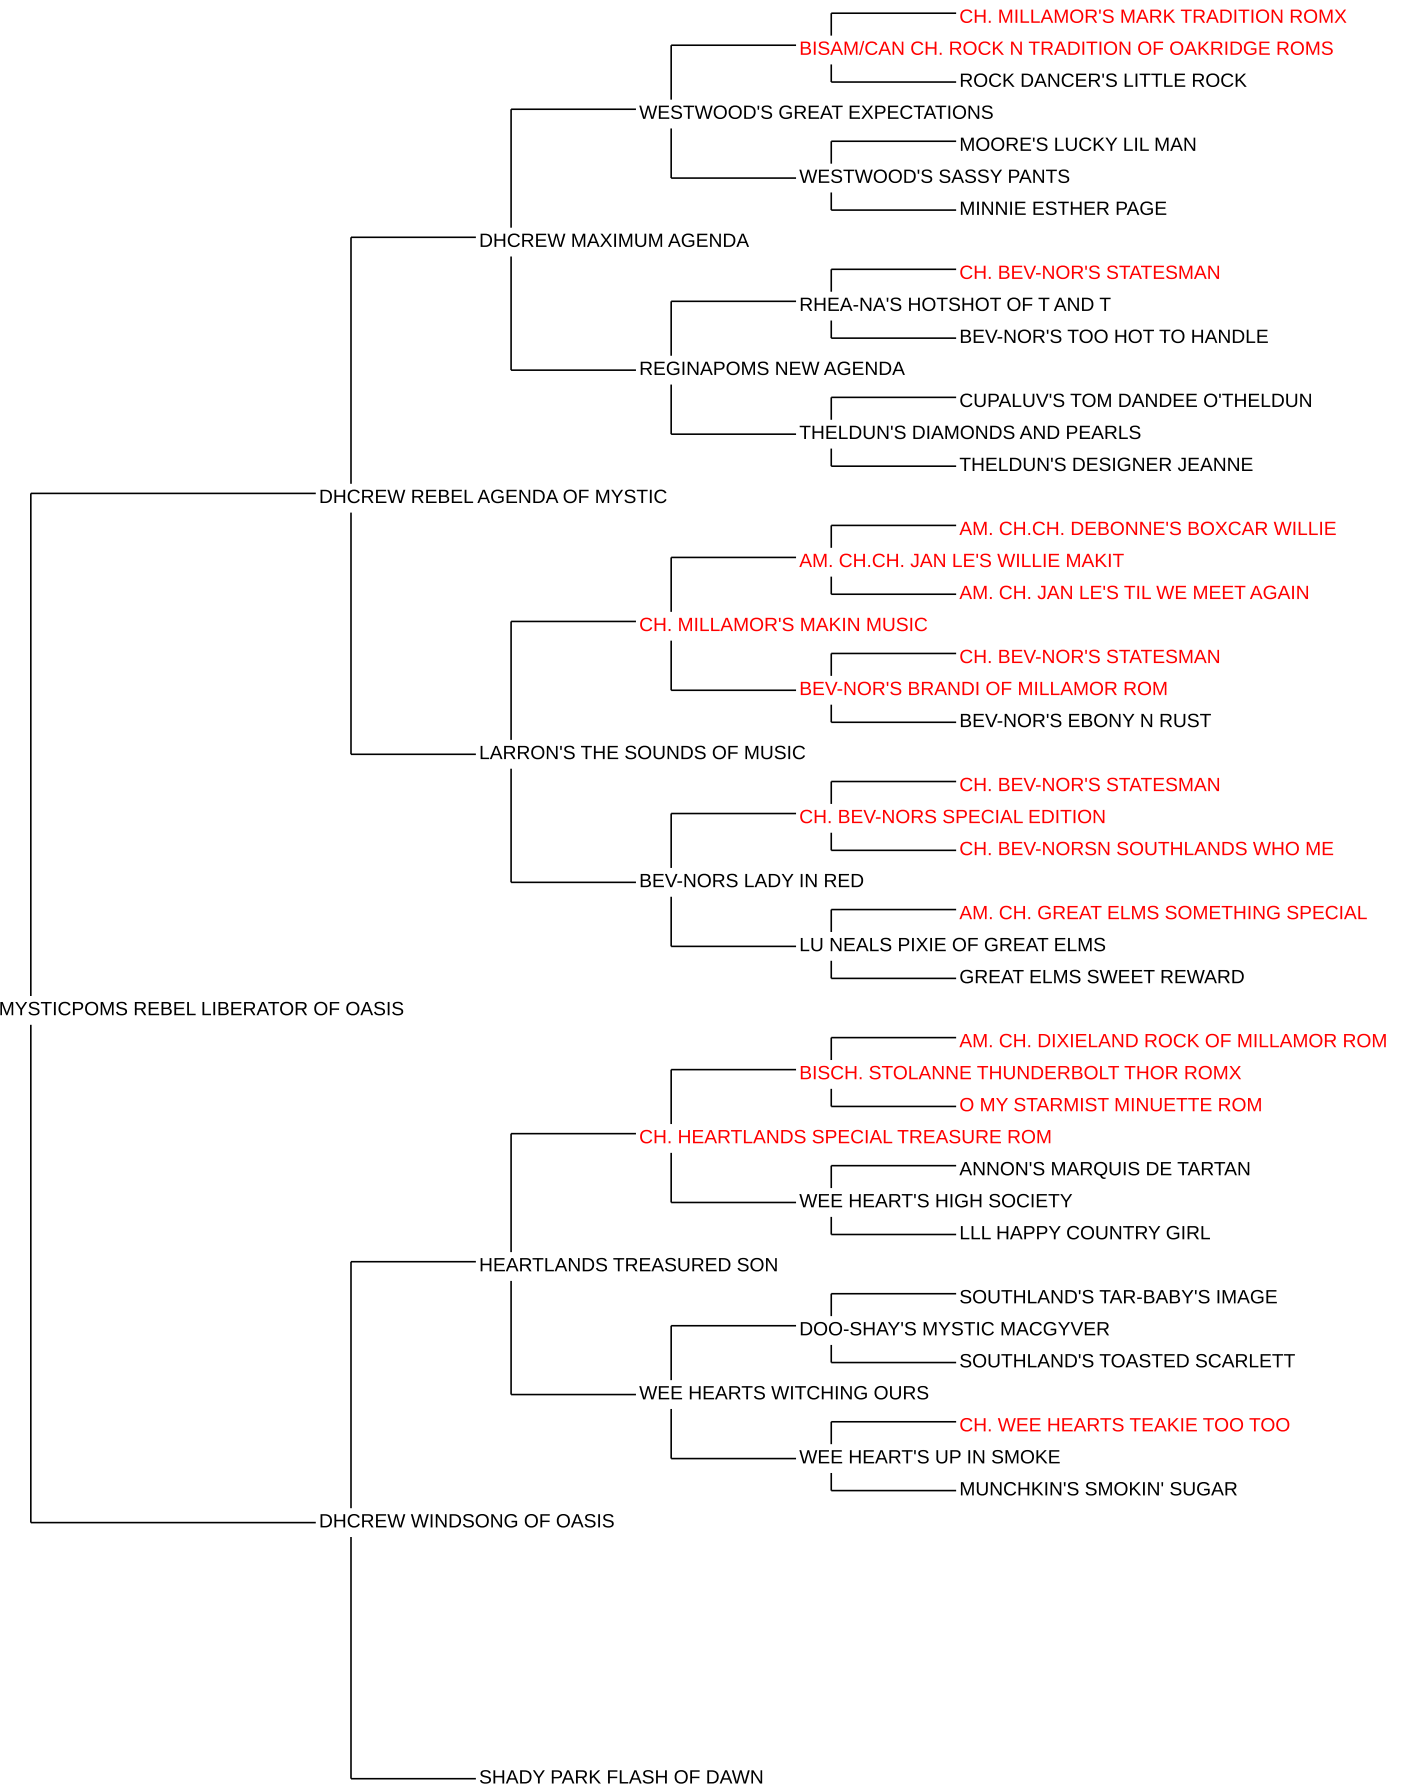 CH. MILLAMOR'S MARK TRADITION ROMX
BISAM/CAN CH. ROCK N TRADITION OF OAKRIDGE ROMS
ROCK DANCER'S LITTLE ROCK
WESTWOOD'S GREAT EXPECTATIONS
MOORE'S LUCKY LIL MAN
WESTWOOD'S SASSY PANTS
MINNIE ESTHER PAGE
DHCREW MAXIMUM AGENDA
CH. BEV-NOR'S STATESMAN
RHEA-NA'S HOTSHOT OF T AND T
BEV-NOR'S TOO HOT TO HANDLE
REGINAPOMS NEW AGENDA
CUPALUV'S TOM DANDEE O'THELDUN
THELDUN'S DIAMONDS AND PEARLS
THELDUN'S DESIGNER JEANNE
DHCREW REBEL AGENDA OF MYSTIC
AM. CH.CH. DEBONNE'S BOXCAR WILLIE
AM. CH.CH. JAN LE'S WILLIE MAKIT
AM. CH. JAN LE'S TIL WE MEET AGAIN
CH. MILLAMOR'S MAKIN MUSIC
CH. BEV-NOR'S STATESMAN
BEV-NOR'S BRANDI OF MILLAMOR ROM
BEV-NOR'S EBONY N RUST
LARRON'S THE SOUNDS OF MUSIC
CH. BEV-NOR'S STATESMAN
CH. BEV-NORS SPECIAL EDITION
CH. BEV-NORSN SOUTHLANDS WHO ME
BEV-NORS LADY IN RED
AM. CH. GREAT ELMS SOMETHING SPECIAL
LU NEALS PIXIE OF GREAT ELMS
GREAT ELMS SWEET REWARD
MYSTICPOMS REBEL LIBERATOR OF OASIS
AM. CH. DIXIELAND ROCK OF MILLAMOR ROM
BISCH. STOLANNE THUNDERBOLT THOR ROMX
O MY STARMIST MINUETTE ROM
CH. HEARTLANDS SPECIAL TREASURE ROM
ANNON'S MARQUIS DE TARTAN
WEE HEART'S HIGH SOCIETY
LLL HAPPY COUNTRY GIRL
HEARTLANDS TREASURED SON
SOUTHLAND'S TAR-BABY'S IMAGE
DOO-SHAY'S MYSTIC MACGYVER
SOUTHLAND'S TOASTED SCARLETT
WEE HEARTS WITCHING OURS
CH. WEE HEARTS TEAKIE TOO TOO
WEE HEART'S UP IN SMOKE
MUNCHKIN'S SMOKIN' SUGAR
DHCREW WINDSONG OF OASIS
SHADY PARK FLASH OF DAWN